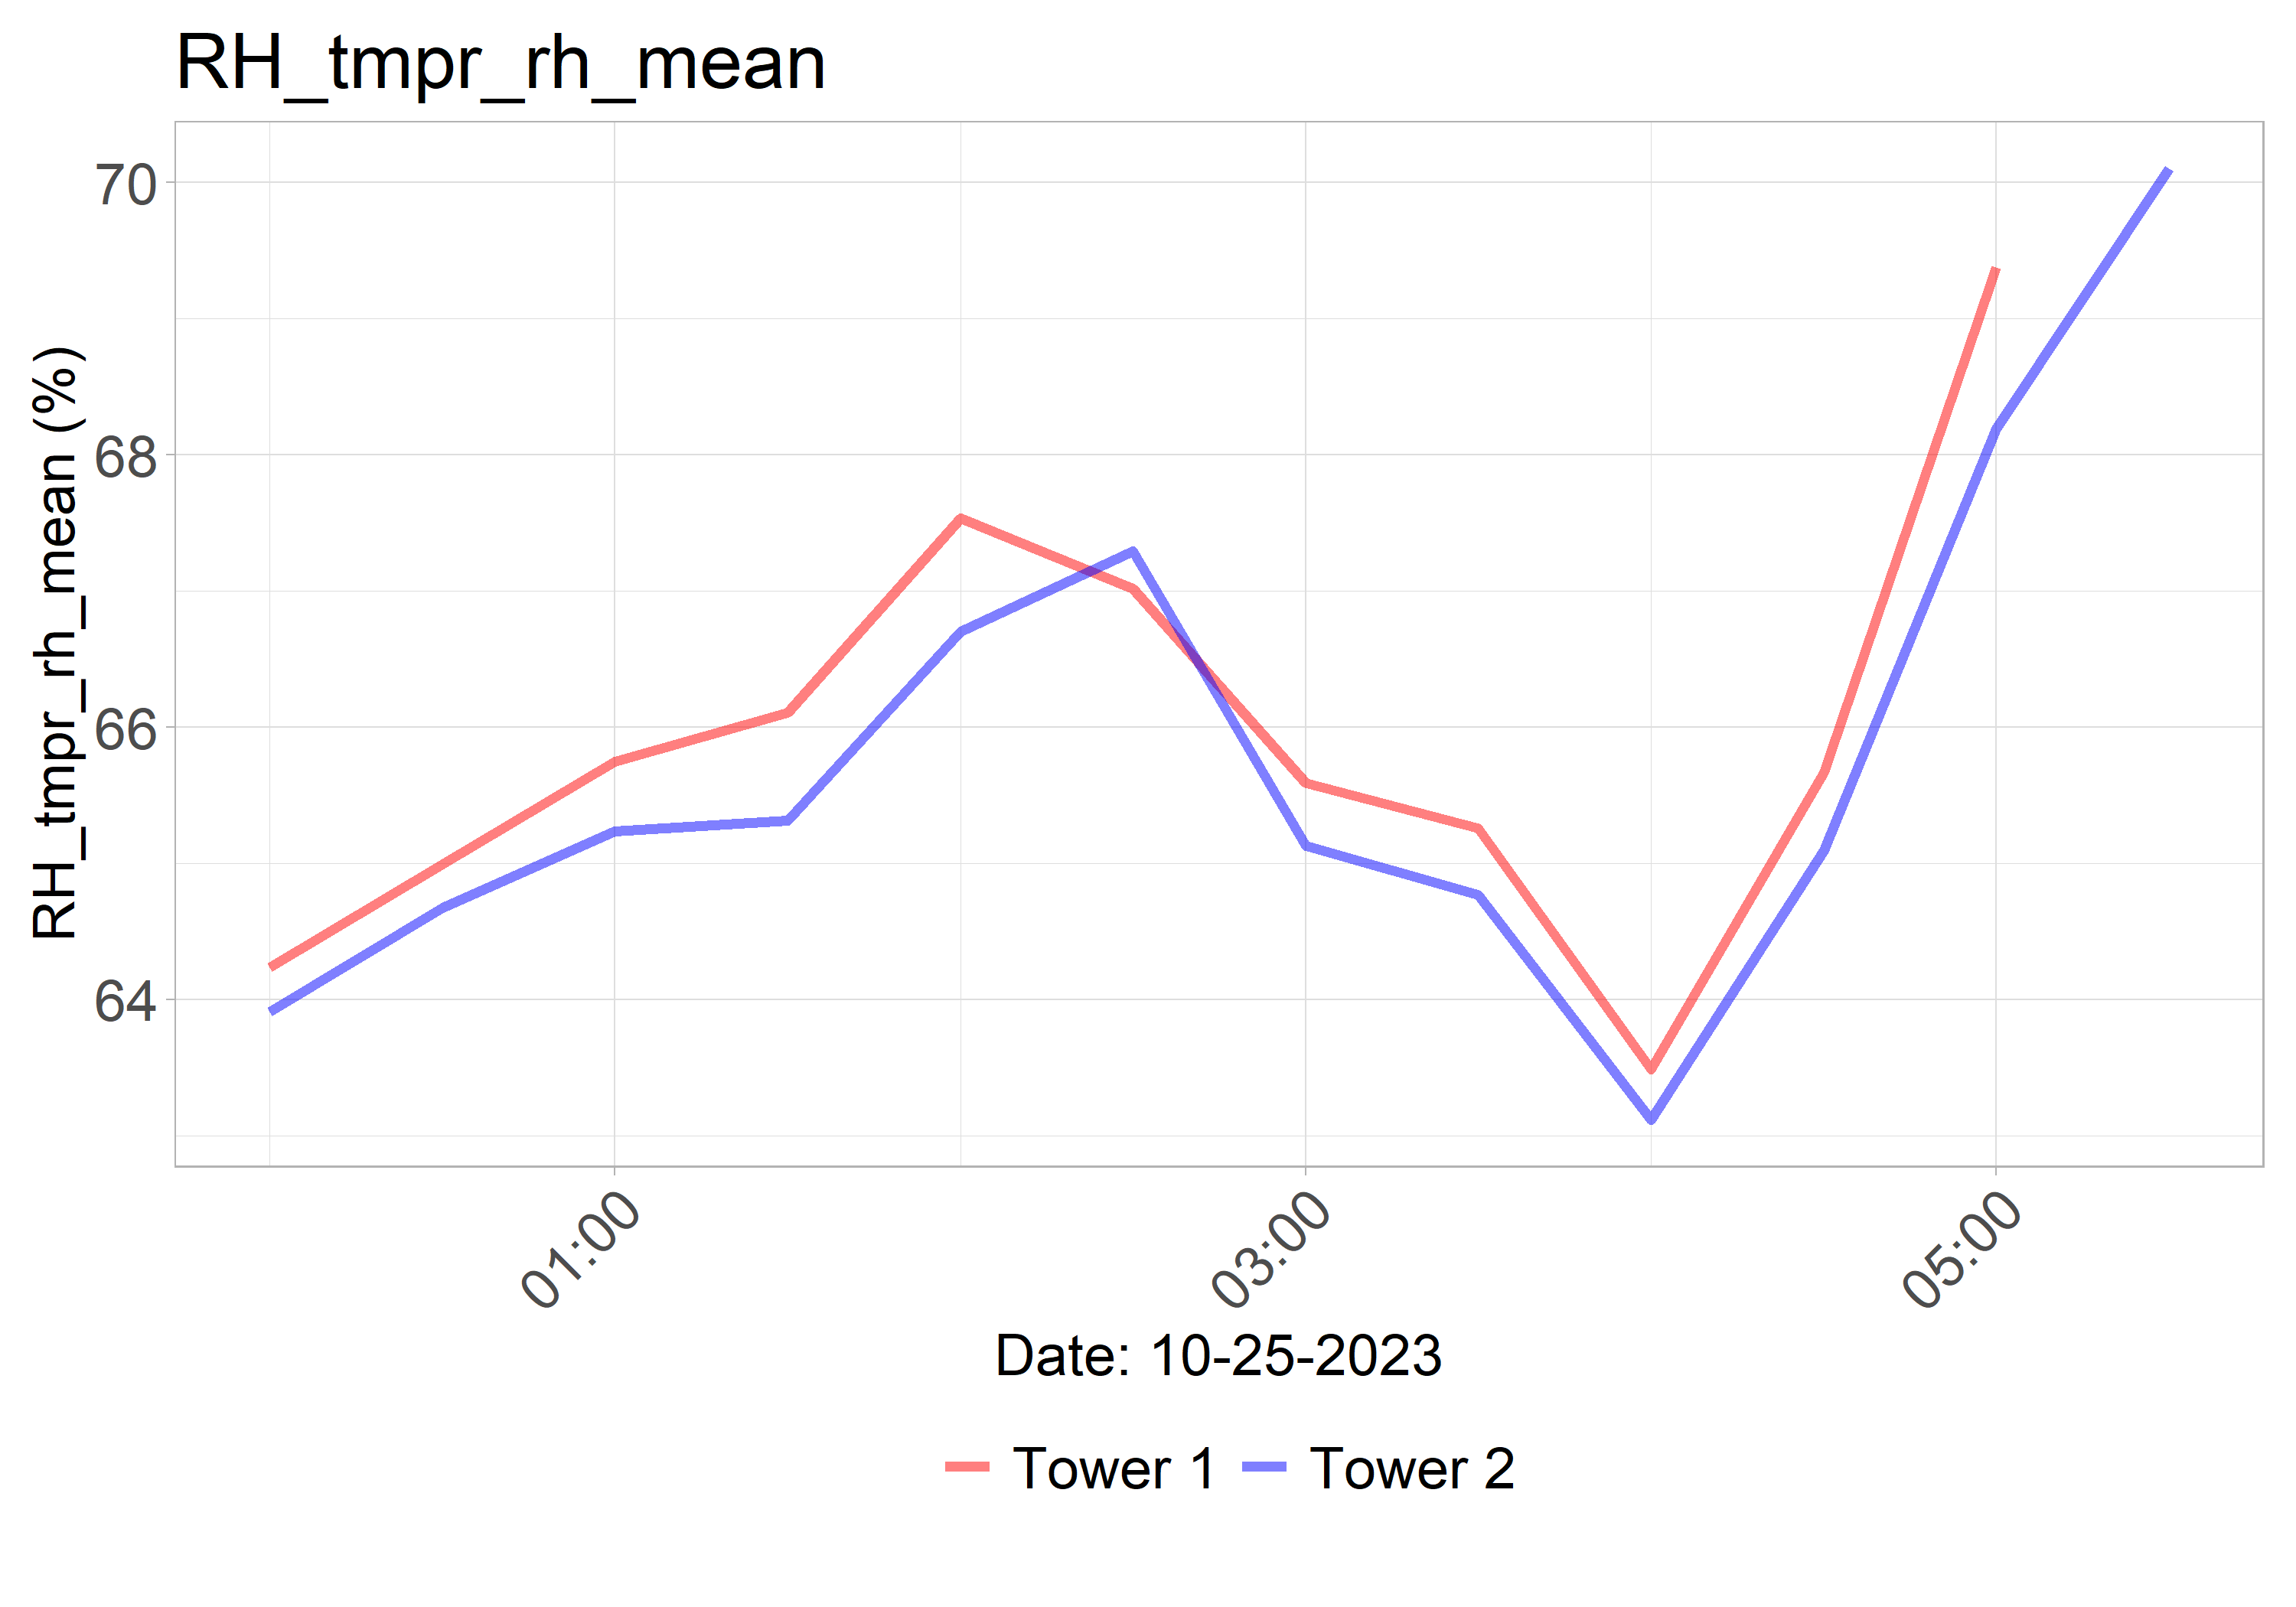 RH_tmpr_rh_mean
RH_tmpr_rh_mean (%)
70
68
66
64
01:00
03:00
05:00
Date: 10-25-2023
Tower 1
Tower 2